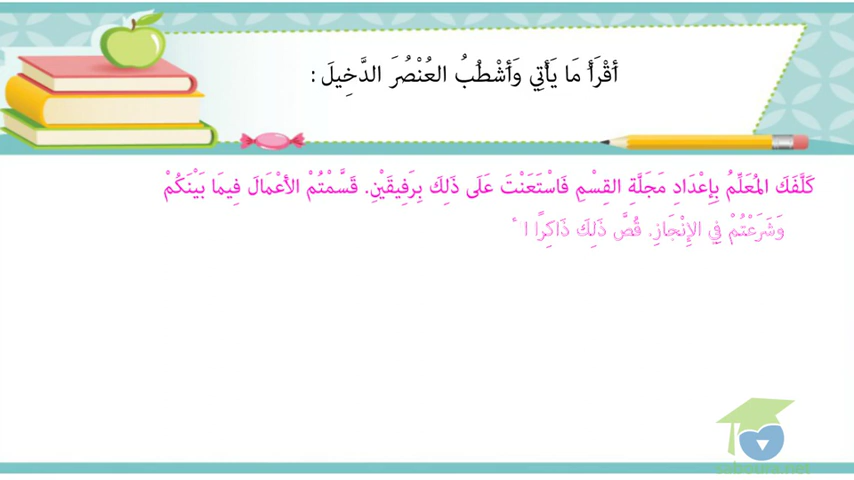 أَقْرَأُ مَا يَأْتِي وَأَشْطُبُ العُنْصُرَ الدَّخِيلَ :
كَلَّفَكَ المُعَلِّمُ بِإِعْدَادِ مَجَلَّةِ القِسْمِ فَاسْتَعَنْتَ عَلَى ذَلِكَ بِرَفِيقَيْنِ. قَسَّمْتُمْ الأَعْمَالَ فِيمَا بَيْنَكُمْ
وَشَرَعْتُمْ فِي الإِنْجَازِ. قُصَّ ذَلِكَ ذَاكِرًا